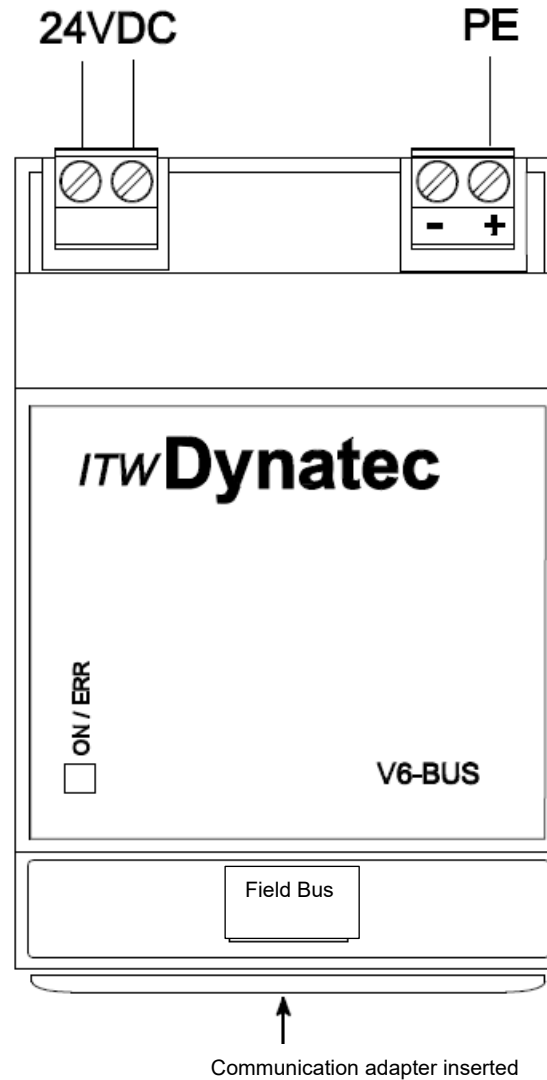 24VDC
PE
- +
ITW Dynatec
ON / ERR
V6-BUS
Field Bus
Communication adapter inserted